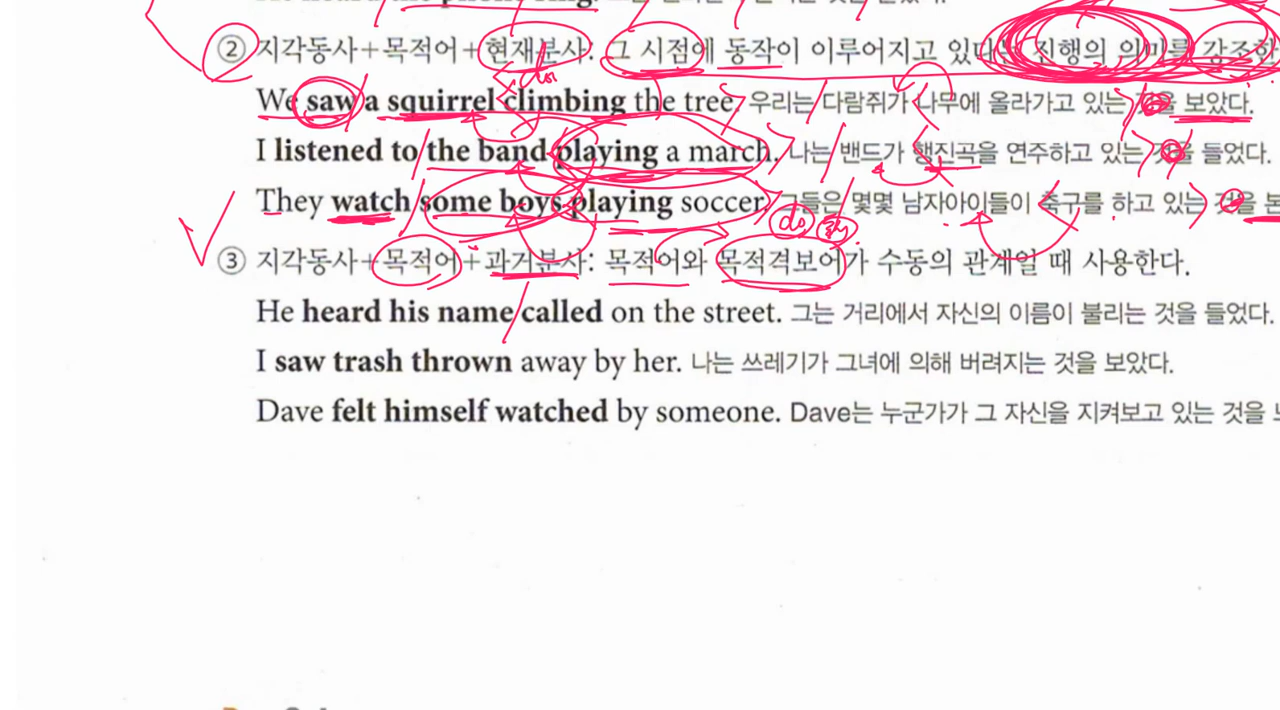 He heard the phone ring.
② 지각동사+목적어+현재분사: 그 시점에 동작이 이루어지고 있다는 진행의 의미를 강조한
We saw a squirrel climbing the tree. 우리는 다람쥐가 나무에 올라가고 있는 것을 보았다.
I listened to the band playing a march. 나는 밴드가 행진곡을 연주하고 있는 것을 들었다.
They watch some boys playing soccer. 그들은 몇몇 남자아이들이 축구를 하고 있는 것을 본
③ 지각동사+목적어+과거분사: 목적어와 목적격보어가 수동의 관계일 때 사용한다.
He heard his name called on the street. 그는 거리에서 자신의 이름이 불리는 것을 들었다.
I saw trash thrown away by her. 나는 쓰레기가 그녀에 의해 버려지는 것을 보았다.
Dave felt himself watched by someone. Dave는 누군가가 그 자신을 지켜보고 있는 것을